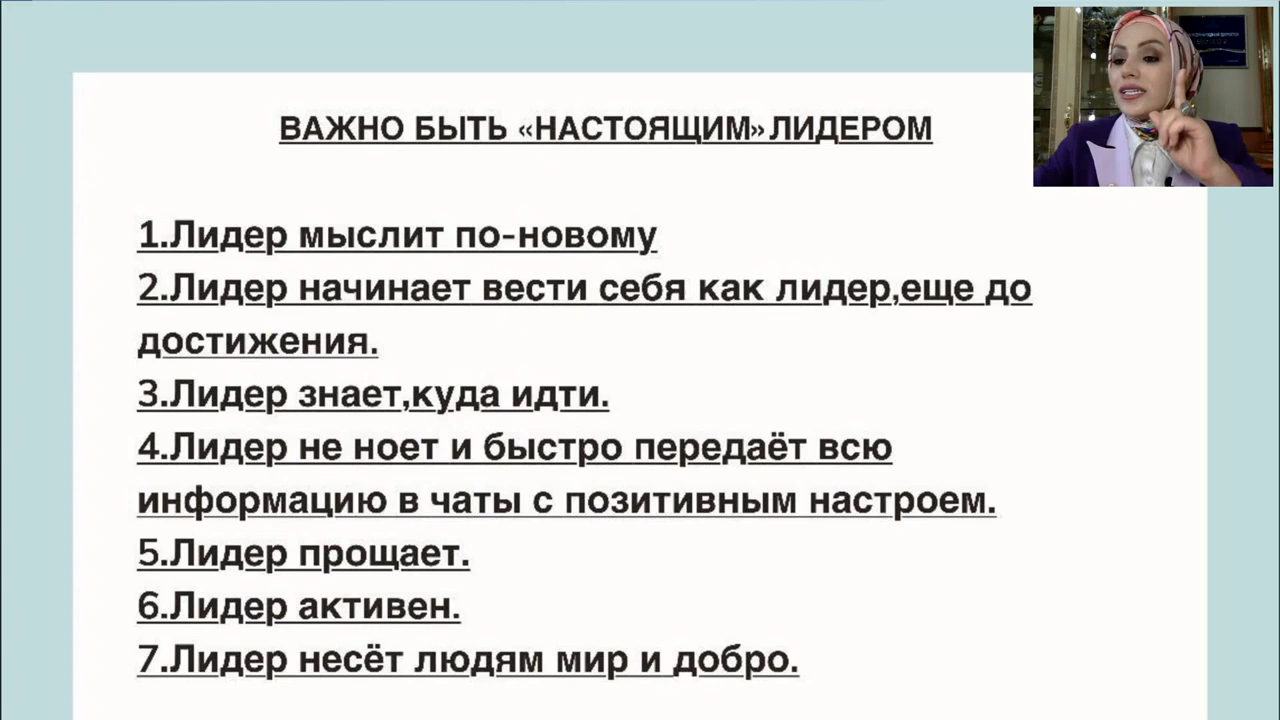 ВАЖНО БЫТЬ «НАСТОЯЩИМ» ЛИДЕРОМ
1.Лидер мыслит по-новому
2.Лидер начинает вести себя как лидер,еще до
достижения.
3.Лидер знает,куда идти.
4.Лидер не ноет и быстро передаёт всю
информацию в чаты с позитивным настроем.
5.Лидер прощает.
6.Лидер активен.
7.Лидер несёт людям мир и добро.